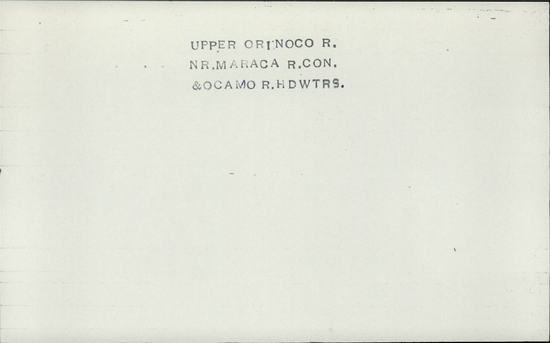 UPPER ORINOCO R.
NR.MARACA R.CON.
&OCAMO R.HDWTRS.